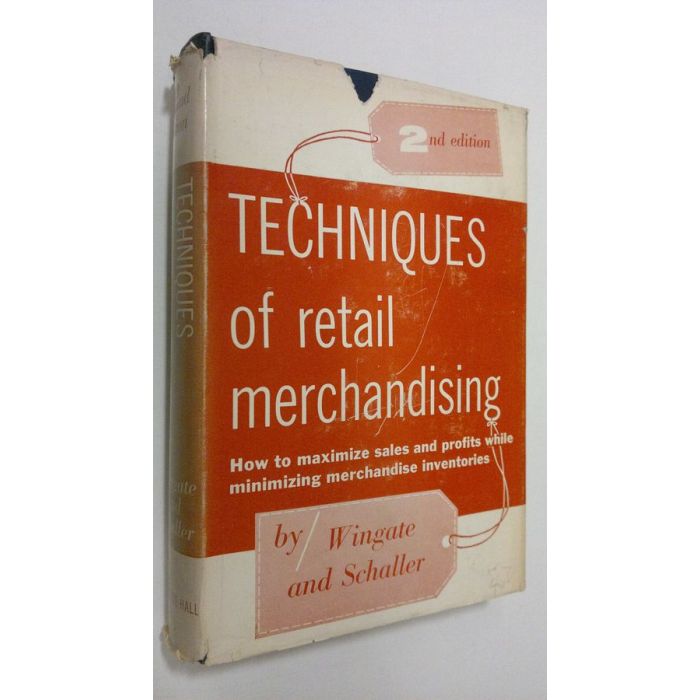 2nd edition
TECHNIQUES
of retail
merchandising
How to maximize sales and profits while
minimizing merchandise inventories
by Wingate
and Schaller
TECHNIQUES
HALL